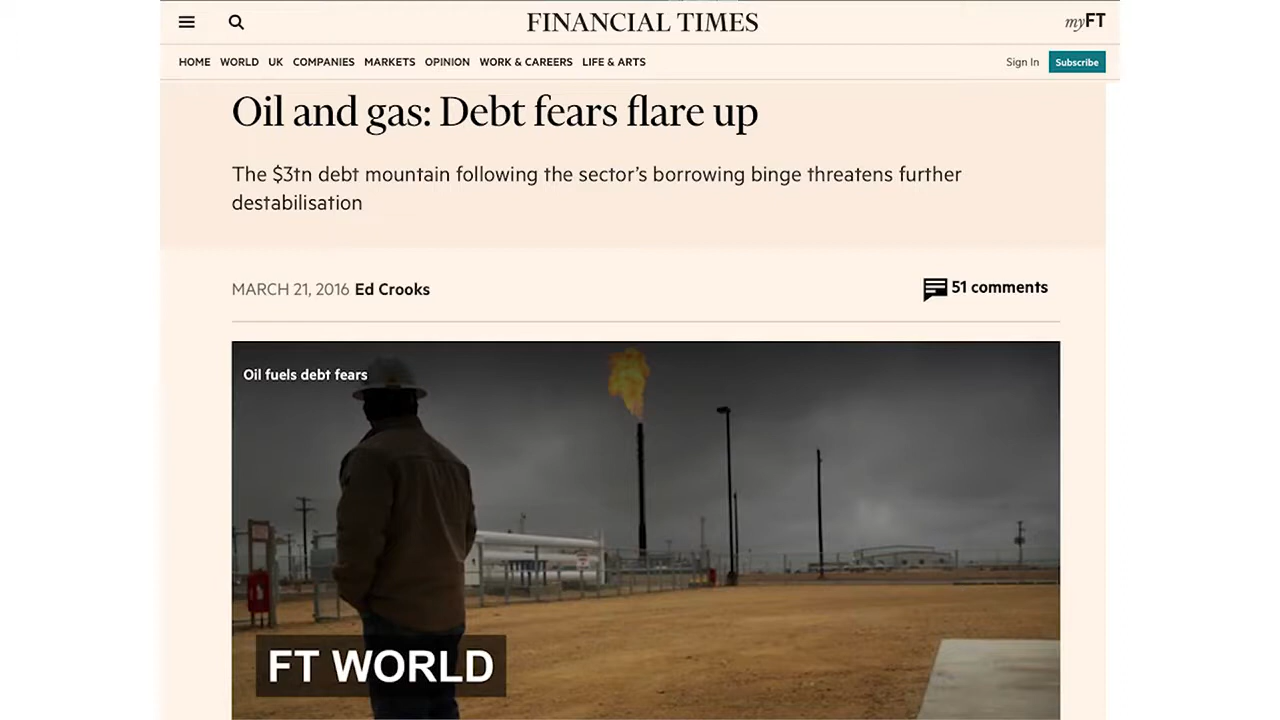 FINANCIAL TIMES
myFT
HOME WORLD UK COMPANIES MARKETS OPINION WORK & CAREERS LIFE & ARTS
Sign In Subscribe
Oil and gas: Debt fears flare up
The $3tn debt mountain following the sector’s borrowing binge threatens further
destabilisation
MARCH 21, 2016 Ed Crooks
51 comments
Oil fuels debt fears
FT WORLD